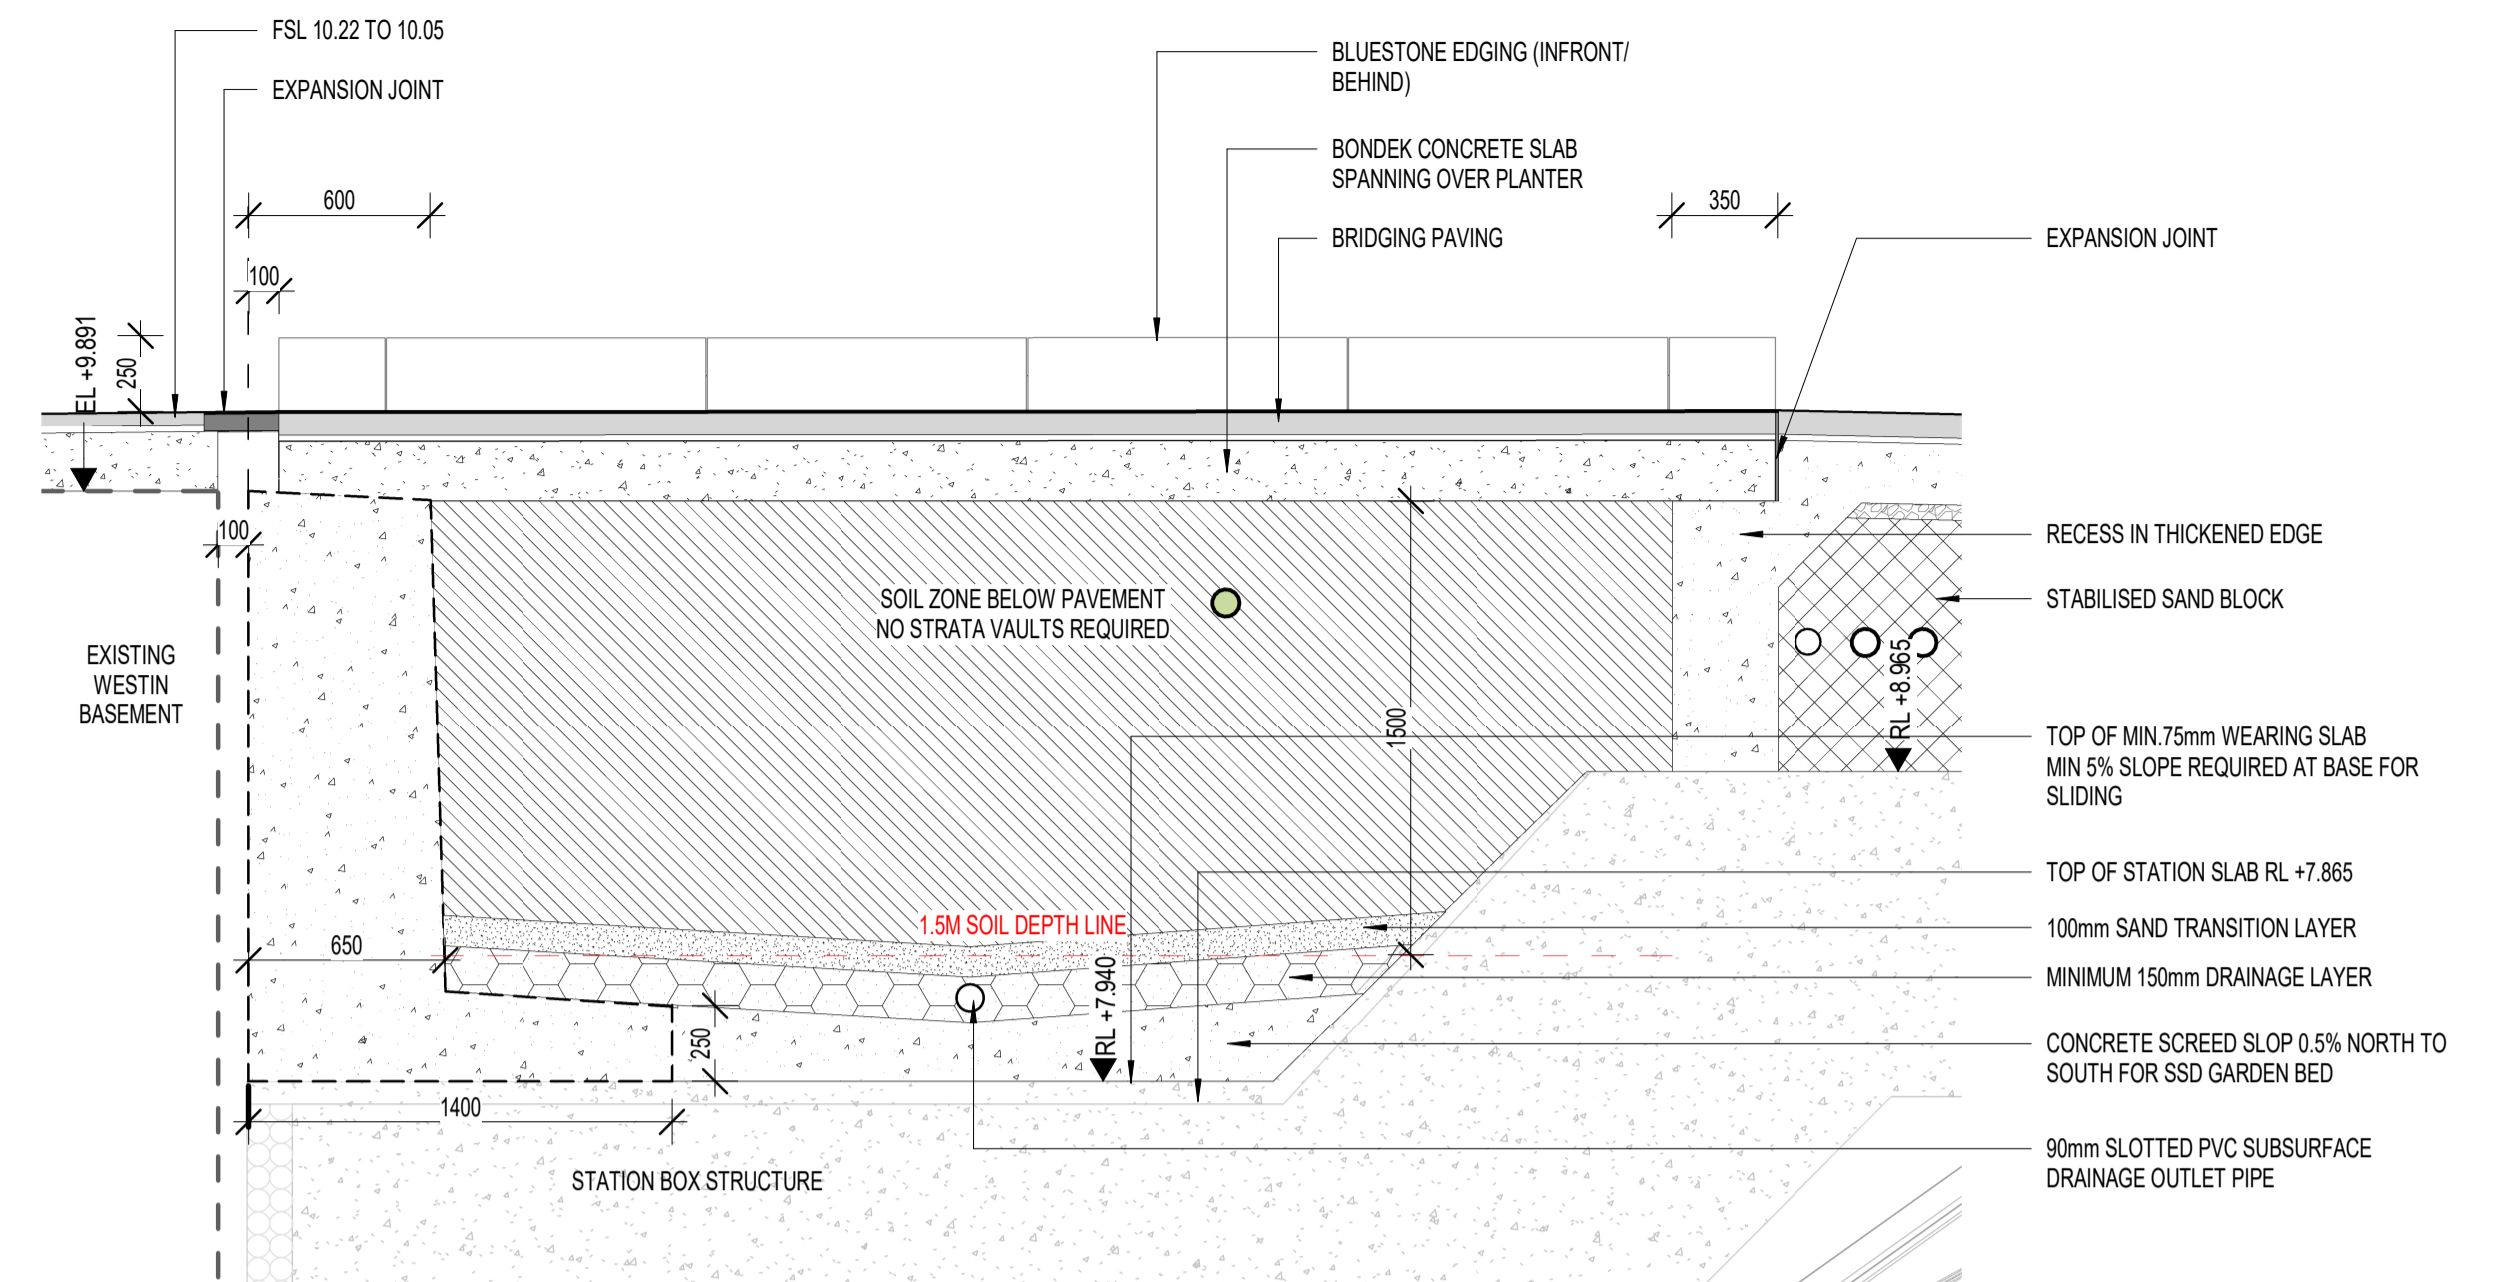 FSL 10.22 TO 10.05
EXPANSION JOINT
BLUESTONE EDGING (INFRONT/
BEHIND)
BONDEK CONCRETE SLAB
SPANNING OVER PLANTER
BRIDGING PAVING
600
350
100
EXPANSION JOINT
EL +9.891
250
100
RECESS IN THICKENED EDGE
SOIL ZONE BELOW PAVEMENT
NO STRATA VAULTS REQUIRED
STABILISED SAND BLOCK
EXISTING
WESTIN
BASEMENT
RL +8.965
1500
TOP OF MIN.75mm WEARING SLAB
MIN 5% SLOPE REQUIRED AT BASE FOR
SLIDING
TOP OF STATION SLAB RL +7.865
1.5M SOIL DEPTH LINE
100mm SAND TRANSITION LAYER
650
MINIMUM 150mm DRAINAGE LAYER
RL +7.940
250
CONCRETE SCREED SLOP 0.5% NORTH TO
SOUTH FOR SSD GARDEN BED
1400
90mm SLOTTED PVC SUBSURFACE
DRAINAGE OUTLET PIPE
STATION BOX STRUCTURE